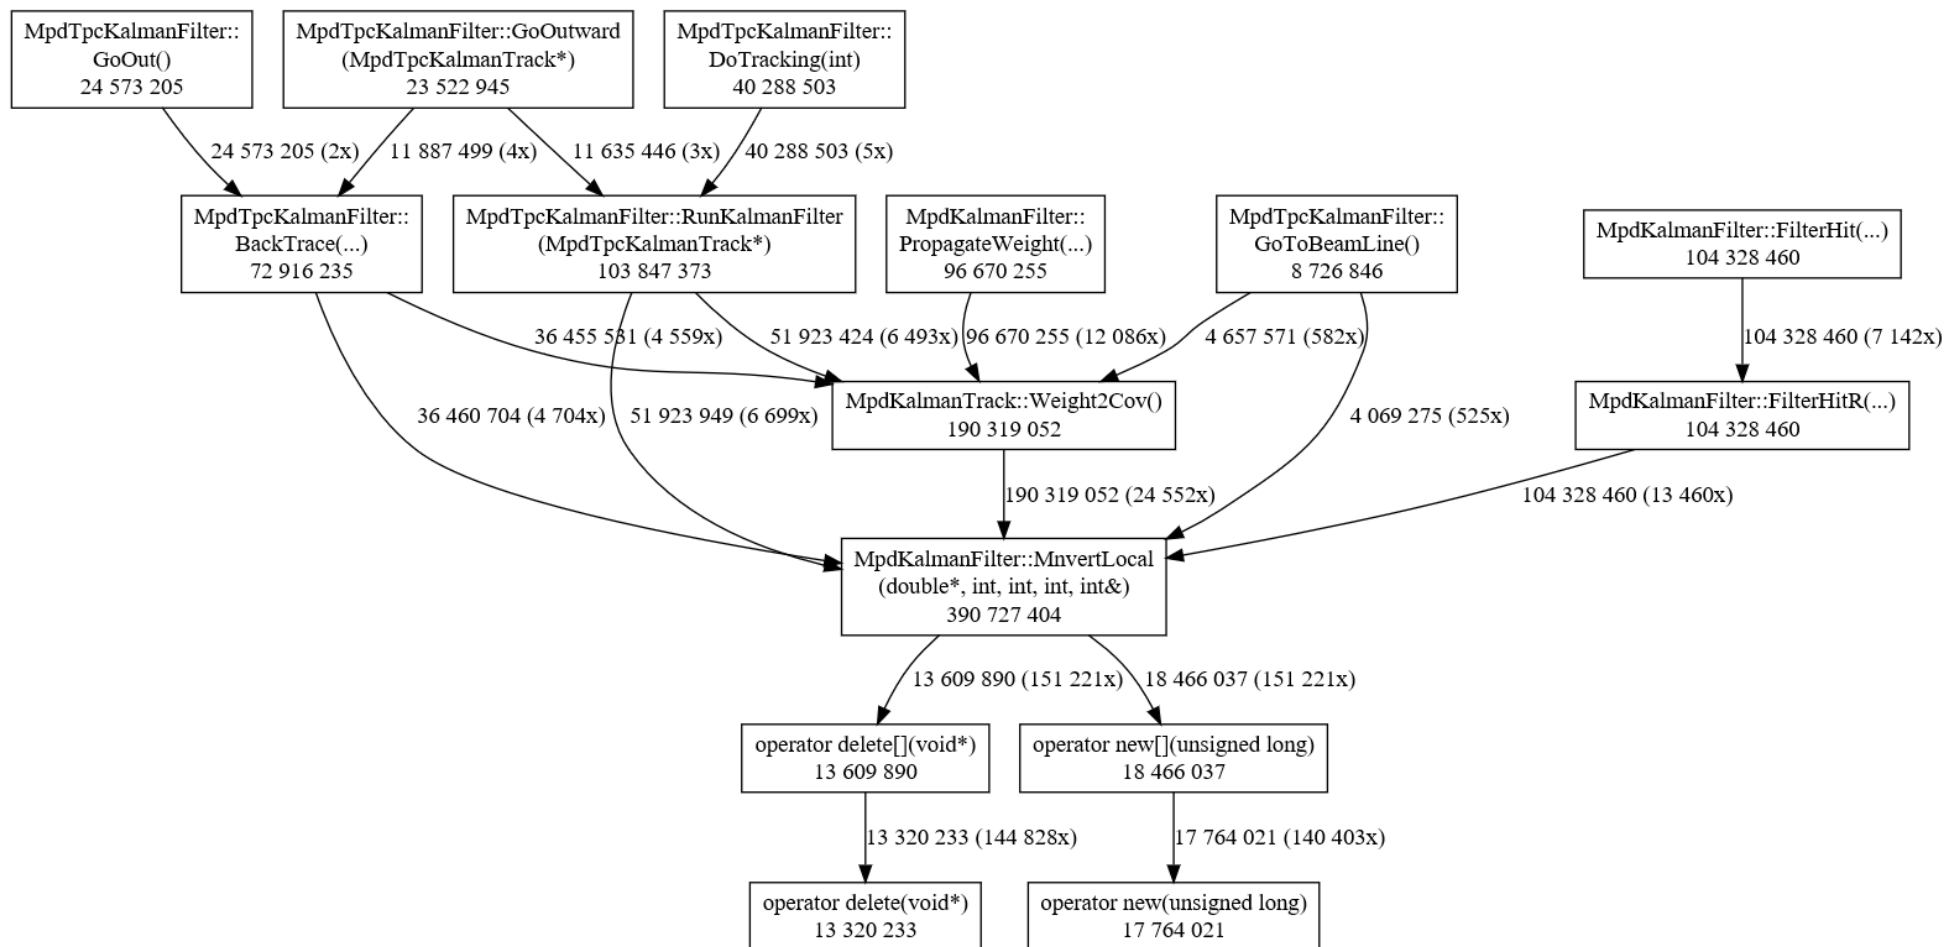 MpdTpcKalmanFilter::
GoOut()
24 573 205
MpdTpcKalmanFilter::GoOutward
(MpdTpcKalmanTrack*)
23 522 945
MpdTpcKalmanFilter::
DoTracking(int)
40 288 503
24 573 205 (2x)
11 887 499 (4x)
11 635 446 (3x)
40 288 503 (5x)
MpdTpcKalmanFilter::
BackTrace(...)
72 916 235
MpdTpcKalmanFilter::RunKalmanFilter
(MpdTpcKalmanTrack*)
103 847 373
MpdKalmanFilter::
PropagateWeight(...)
96 670 255
MpdTpcKalmanFilter::
GoToBeamLine()
8 726 846
MpdKalmanFilter::FilterHit(...)
104 328 460
36 455 531 (4 559x)
51 923 424 (6 493x)
96 670 255 (12 086x)
4 657 571 (582x)
104 328 460 (7 142x)
36 460 704 (4 704x)
51 923 949 (6 699x)
MpdKalmanTrack::Weight2Cov()
190 319 052
4 069 275 (525x)
MpdKalmanFilter::FilterHitR(...)
104 328 460
190 319 052 (24 552x)
104 328 460 (13 460x)
MpdKalmanFilter::MnvertLocal
(double*, int, int, int, int&)
390 727 404
13 609 890 (151 221x)
18 466 037 (151 221x)
operator delete[](void*)
13 609 890
operator new[](unsigned long)
18 466 037
13 320 233 (144 828x)
17 764 021 (140 403x)
operator delete(void*)
13 320 233
operator new(unsigned long)
17 764 021